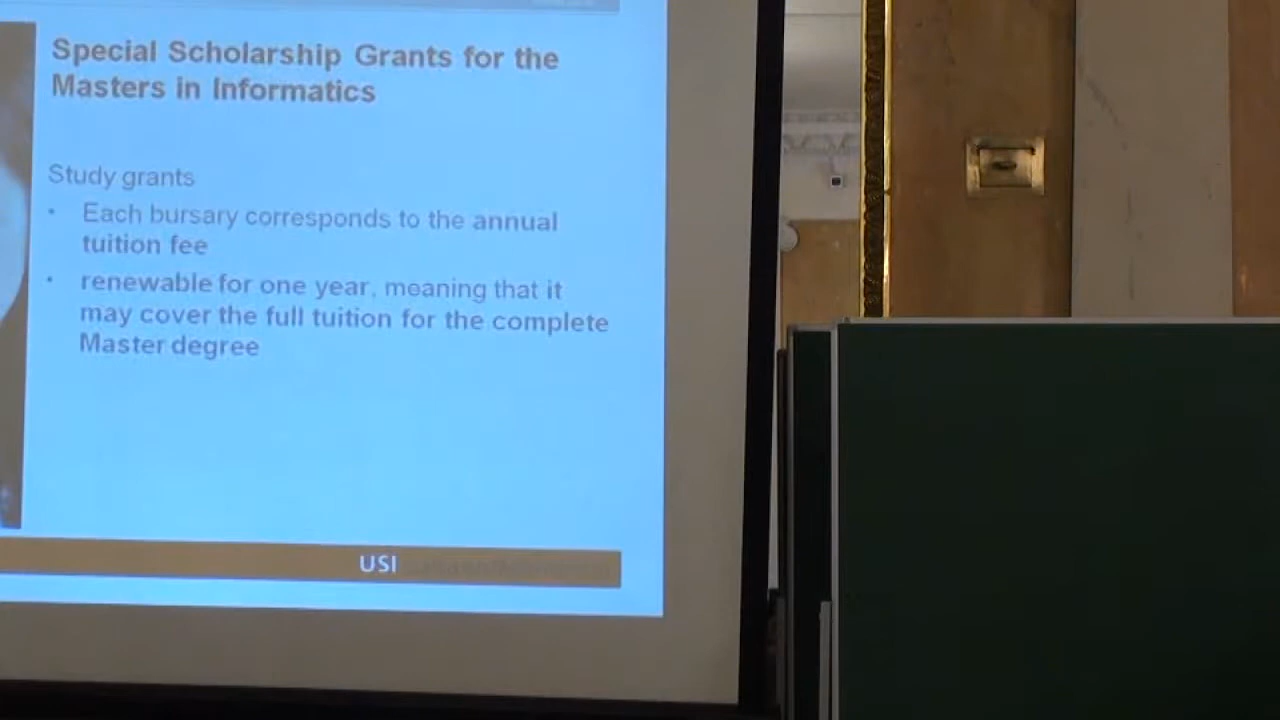 Special Scholarship Grants for the
Masters in Informatics
Study grants
• Each bursary corresponds to the annual
tuition fee
• renewable for one year, meaning that it
may cover the full tuition for the complete
Master degree
USI